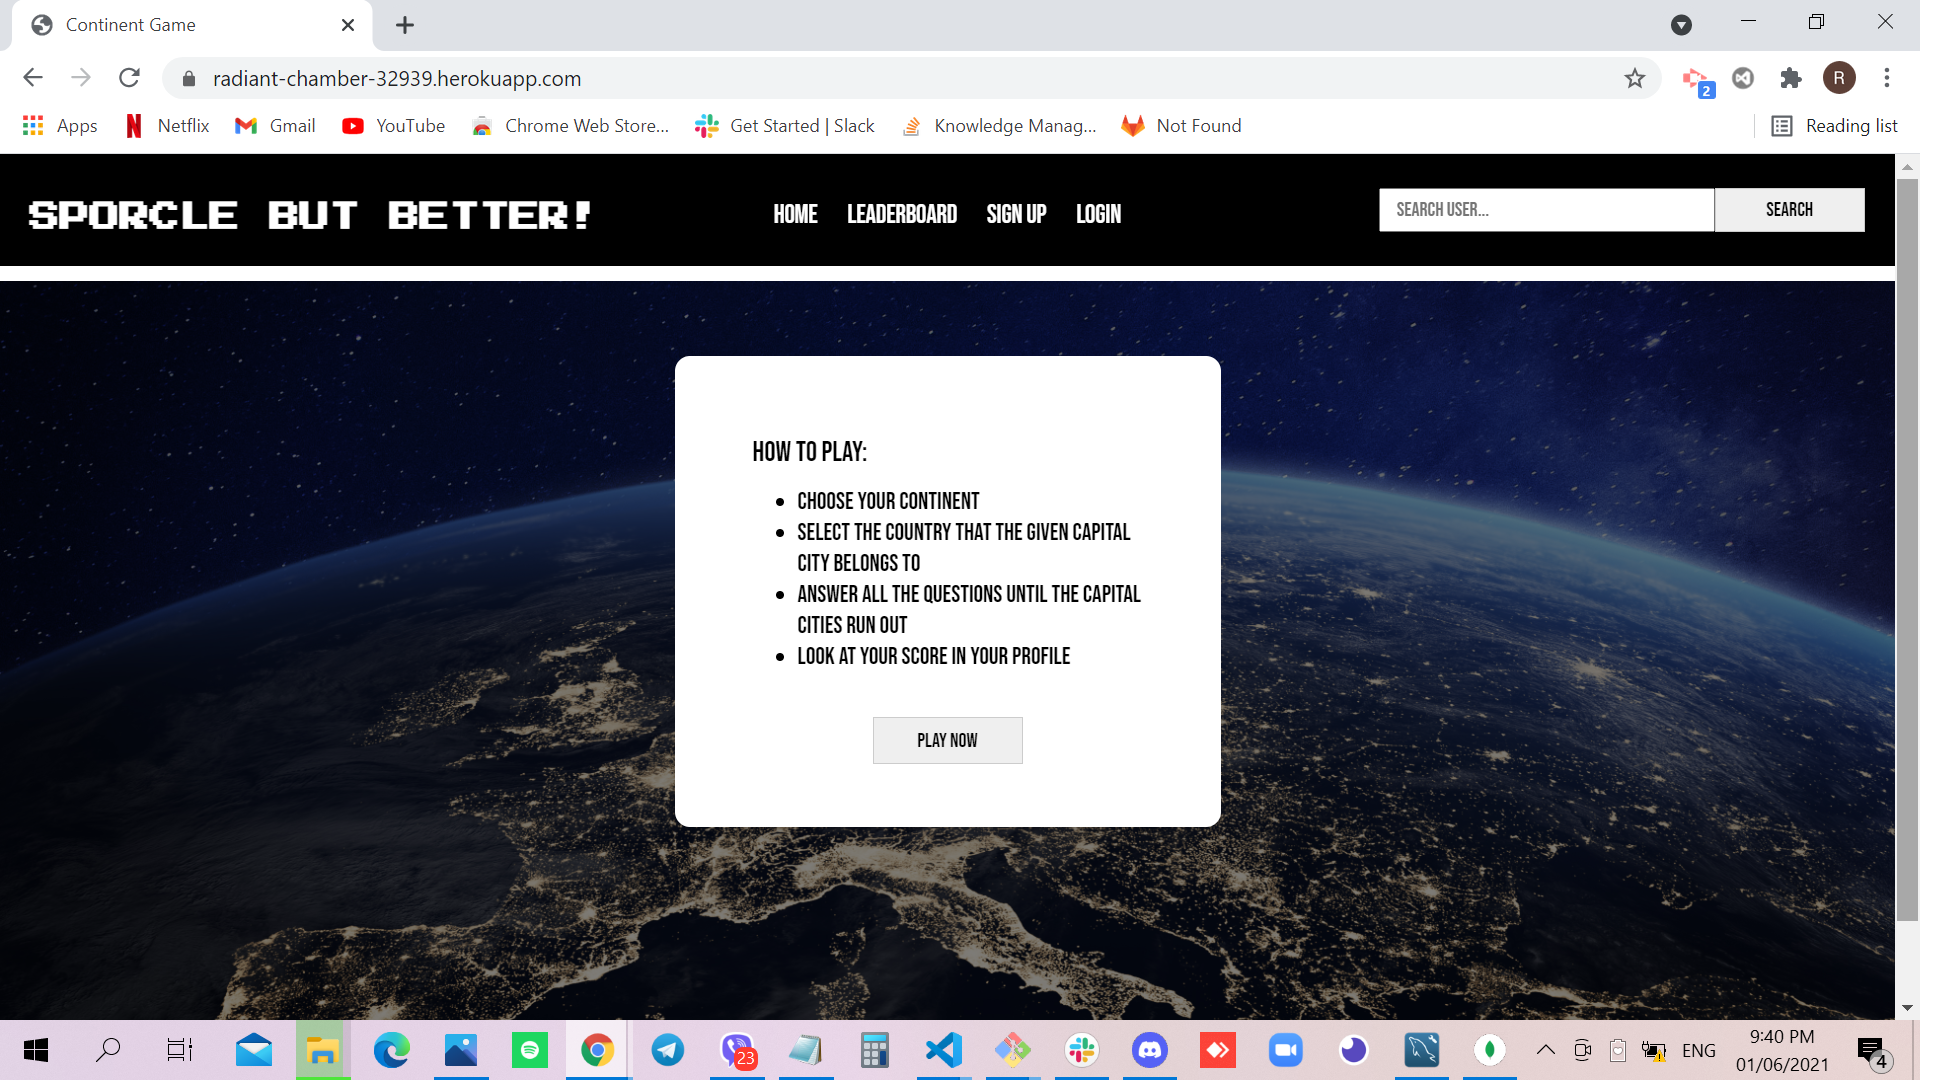 Continent Game
radiant-chamber-32939.herokuapp.com
2
R
Apps Netflix Gmail YouTube Chrome Web Store... Get Started | Slack Knowledge Manag... Not Found Reading list
SPORCLE BUT BETTER!
HOME LEADERBOARD SIGN UP LOGIN
SEARCH USER... SEARCH
HOW TO PLAY:
CHOOSE YOUR CONTINENT
SELECT THE COUNTRY THAT THE GIVEN CAPITAL
CITY BELONGS TO
ANSWER ALL THE QUESTIONS UNTIL THE CAPITAL
CITIES RUN OUT
LOOK AT YOUR SCORE IN YOUR PROFILE
PLAY NOW
23
ENG
9:40 PM
01/06/2021
4